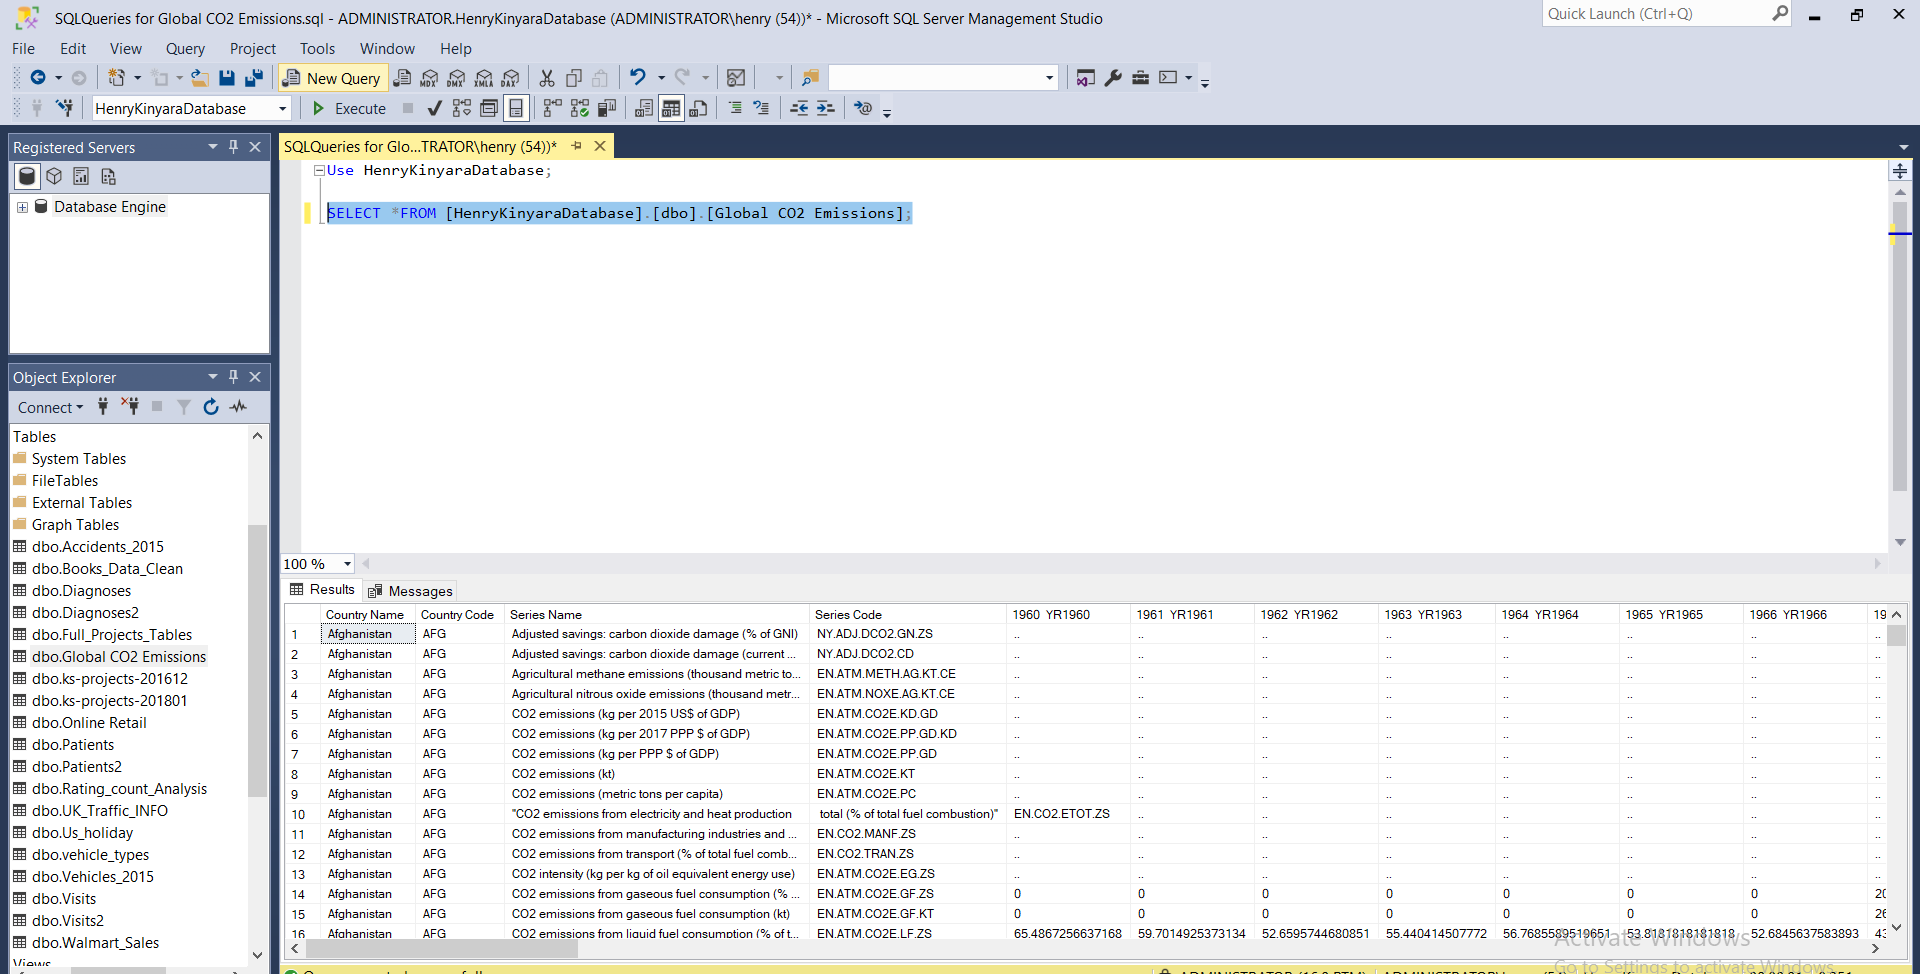 SQLQueries for Global CO2 Emissions.sql - ADMINISTRATOR.HenryKinyaraDatabase (ADMINISTRATOR\henry (54))* - Microsoft SQL Server Management Studio
Quick Launch (Ctrl+Q)
File Edit View Query Project Tools Window Help
New Query MDX DMX XMLA DAX
HenryKinyaraDatabase Execute
Registered Servers
Database Engine
Object Explorer
Connect
Tables
System Tables
FileTables
External Tables
Graph Tables
dbo.Accidents_2015
dbo.Books_Data_Clean
dbo.Diagnoses
dbo.Diagnoses2
dbo.Full_Projects_Tables
dbo.Global CO2 Emissions
dbo.ks-projects-201612
dbo.ks-projects-201801
dbo.Online Retail
dbo.Patients
dbo.Patients2
dbo.Rating_count_Analysis
dbo.UK_Traffic_INFO
dbo.Us_holiday
dbo.vehicle_types
dbo.Vehicles_2015
dbo.Visits
dbo.Visits2
dbo.Walmart_Sales
Views
SQLQueries for Glo...TRATOR\henry (54))*
Use HenryKinyaraDatabase;
SELECT *FROM [HenryKinyaraDatabase].[dbo].[Global CO2 Emissions];
100 %
Results Messages
Country Name Country Code Series Name Series Code 1960 YR1960 1961 YR1961 1962 YR1962 1963 YR1963 1964 YR1964 1965 YR1965 1966 YR1966 19
1 Afghanistan AFG Adjusted savings: carbon dioxide damage (% of GNI) NY.ADJ.DCO2.GN.ZS .. .. .. .. .. .. .. ..
2 Afghanistan AFG Adjusted savings: carbon dioxide damage (current ... NY.ADJ.DCO2.CD .. .. .. .. .. .. .. ..
3 Afghanistan AFG Agricultural methane emissions (thousand metric to... EN.ATM.METH.AG.KT.CE .. .. .. .. .. .. .. ..
4 Afghanistan AFG Agricultural nitrous oxide emissions (thousand metr... EN.ATM.NOXE.AG.KT.CE .. .. .. .. .. .. .. ..
5 Afghanistan AFG CO2 emissions (kg per 2015 US$ of GDP) EN.ATM.CO2E.KD.GD .. .. .. .. .. .. .. ..
6 Afghanistan AFG CO2 emissions (kg per 2017 PPP $ of GDP) EN.ATM.CO2E.PP.GD.KD .. .. .. .. .. .. .. ..
7 Afghanistan AFG CO2 emissions (kg per PPP $ of GDP) EN.ATM.CO2E.PP.GD .. .. .. .. .. .. .. ..
8 Afghanistan AFG CO2 emissions (kt) EN.ATM.CO2E.KT .. .. .. .. .. .. .. ..
9 Afghanistan AFG CO2 emissions (metric tons per capita) EN.ATM.CO2E.PC .. .. .. .. .. .. .. ..
10 Afghanistan AFG "CO2 emissions from electricity and heat production total (% of total fuel combustion)" EN.CO2.ETOT.ZS .. .. .. .. .. .. ..
11 Afghanistan AFG CO2 emissions from manufacturing industries and ... EN.CO2.MANF.ZS .. .. .. .. .. .. .. ..
12 Afghanistan AFG CO2 emissions from transport (% of total fuel comb... EN.CO2.TRAN.ZS .. .. .. .. .. .. .. ..
13 Afghanistan AFG CO2 intensity (kg per kg of oil equivalent energy use) EN.ATM.CO2E.EG.ZS .. .. .. .. .. .. .. ..
14 Afghanistan AFG CO2 emissions from gaseous fuel consumption (% ... EN.ATM.CO2E.GF.ZS 0 0 0 0 0 0 0 20
15 Afghanistan AFG CO2 emissions from gaseous fuel consumption (kt) EN.ATM.CO2E.GF.KT 0 0 0 0 0 0 0 26
16 Afghanistan AFG CO2 emissions from liquid fuel consumption (% of t... EN.ATM.CO2E.LF.ZS 65.4867256637168 59.7014925373134 52.6595744680851 55.440414507772 56.7685589519651 53.8181818181818 52.6845637583893 43
Activate Windows
Go to Settings to activate Windows.